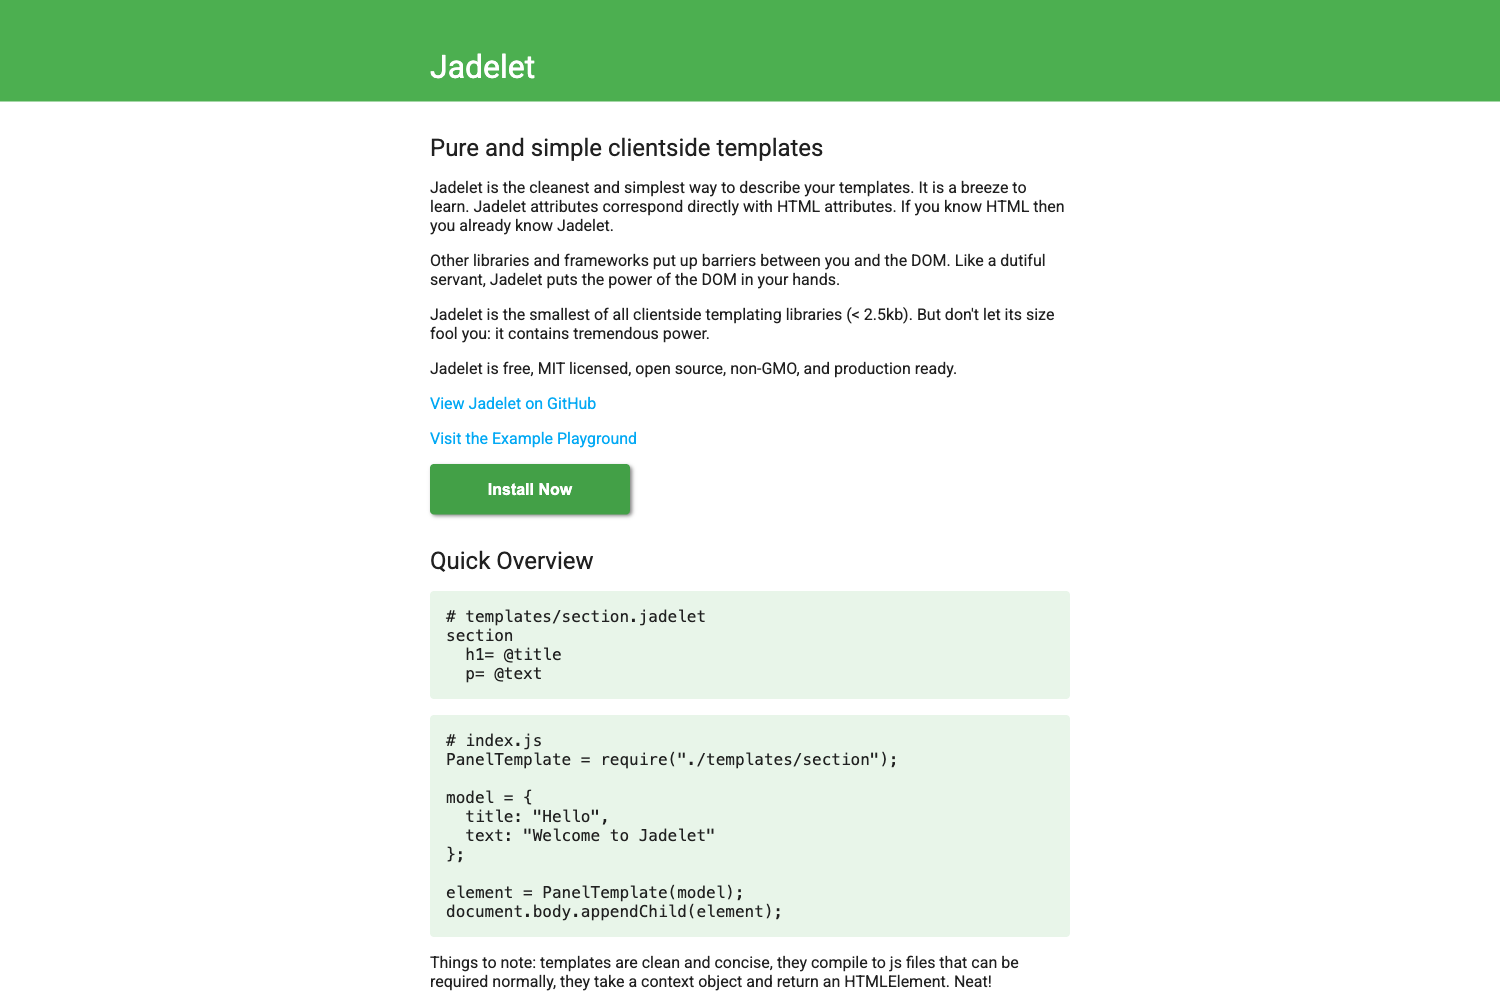 Jadelet
Pure and simple clientside templates
Jadelet is the cleanest and simplest way to describe your templates. It is a breeze to
learn. Jadelet attributes correspond directly with HTML attributes. If you know HTML then
you already know Jadelet.
Other libraries and frameworks put up barriers between you and the DOM. Like a dutiful
servant, Jadelet puts the power of the DOM in your hands.
Jadelet is the smallest of all clientside templating libraries (< 2.5kb). But don't let its size
fool you: it contains tremendous power.
Jadelet is free, MIT licensed, open source, non-GMO, and production ready.
View Jadelet on GitHub
Visit the Example Playground
Install Now
Quick Overview
# templates/section.jadelet
section
  h1= @title
  p= @text
# index.js
PanelTemplate = require("./templates/section");

model = {
  title: "Hello",
  text: "Welcome to Jadelet"
};

element = PanelTemplate(model);
document.body.appendChild(element);
Things to note: templates are clean and concise, they compile to js files that can be
required normally, they take a context object and return an HTMLElement. Neat!